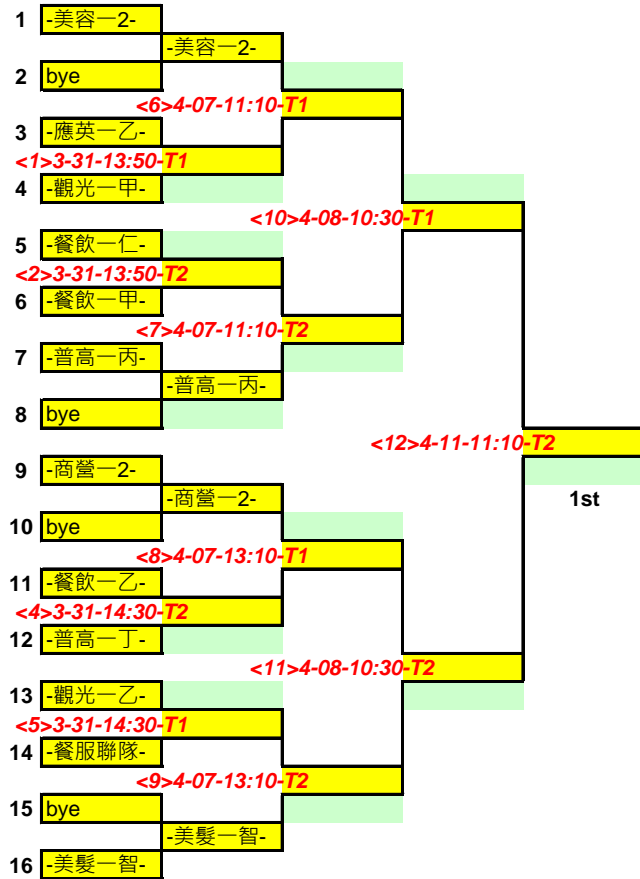 1 -美容一2-
-美容一2-
2 bye
<6>4-07-11:10-T1
3 -應英一乙-
<1>3-31-13:50-T1
4 -觀光一甲-
<10>4-08-10:30-T1
5 -餐飲一仁-
<2>3-31-13:50-T2
6 -餐飲一甲-
<7>4-07-11:10-T2
7 -普高一丙-
-普高一丙-
8 bye
<12>4-11-11:10-T2
9 -商營一2-
-商營一2-
1st
10 bye
<8>4-07-13:10-T1
11 -餐飲一乙-
<4>3-31-14:30-T2
12 -普高一丁-
<11>4-08-10:30-T2
13 -觀光一乙-
<5>3-31-14:30-T1
14 -餐服聯隊-
<9>4-07-13:10-T2
15 bye
-美髮一智-
16 -美髮一智-